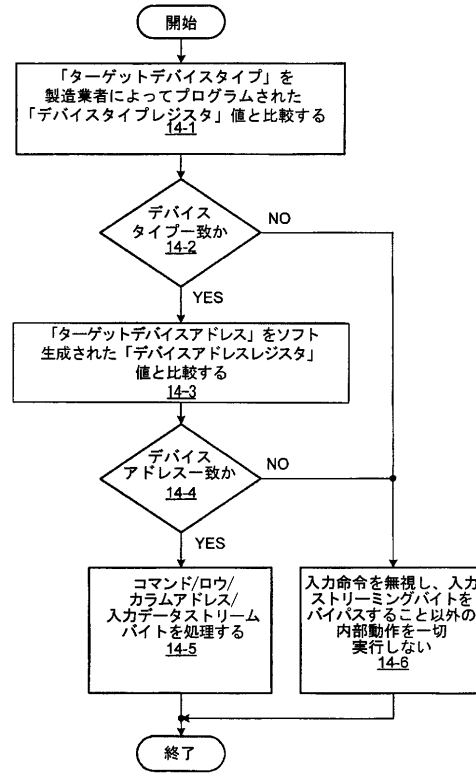 開始
「ターゲットデバイスタイプ」を
製造業者によってプログラムされた
「デバイスタイプレジスタ」値と比較する
14-1
デバイス
タイプ一致か
14-2
NO
YES
「ターゲットデバイスアドレス」をソフト
生成された「デバイスアドレスレジスタ」
値と比較する
14-3
デバイス
アドレス一致か
14-4
NO
YES
コマンド/ロウ/
カラムアドレス/
入力データストリーム
バイトを処理する
14-5
入力命令を無視し、入力
ストリーミングバイトを
バイパスすること以外の
内部動作を一切
実行しない
14-6
終了